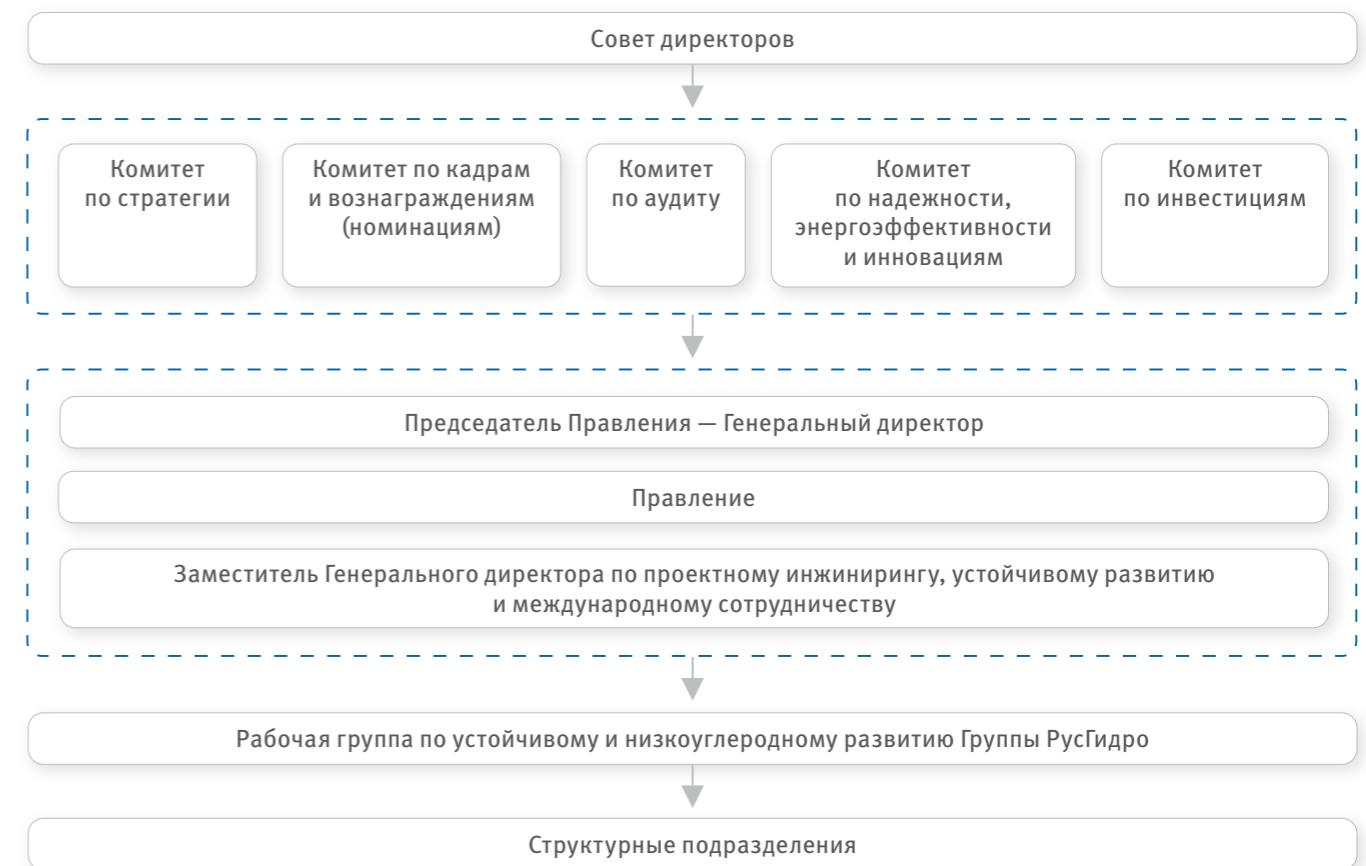 Совет директоров
Комитет
по стратегии
Комитет по кадрам
и вознаграждениям
(номинациям)
Комитет
по аудиту
Комитет
по надежности,
энергоэффективности
и инновациям
Комитет
по инвестициям
Председатель Правления — Генеральный директор
Правление
Заместитель Генерального директора по проектному инжинирингу, устойчивому развитию
и международному сотрудничеству
Рабочая группа по устойчивому и низкоуглеродному развитию Группы РусГидро
Структурные подразделения